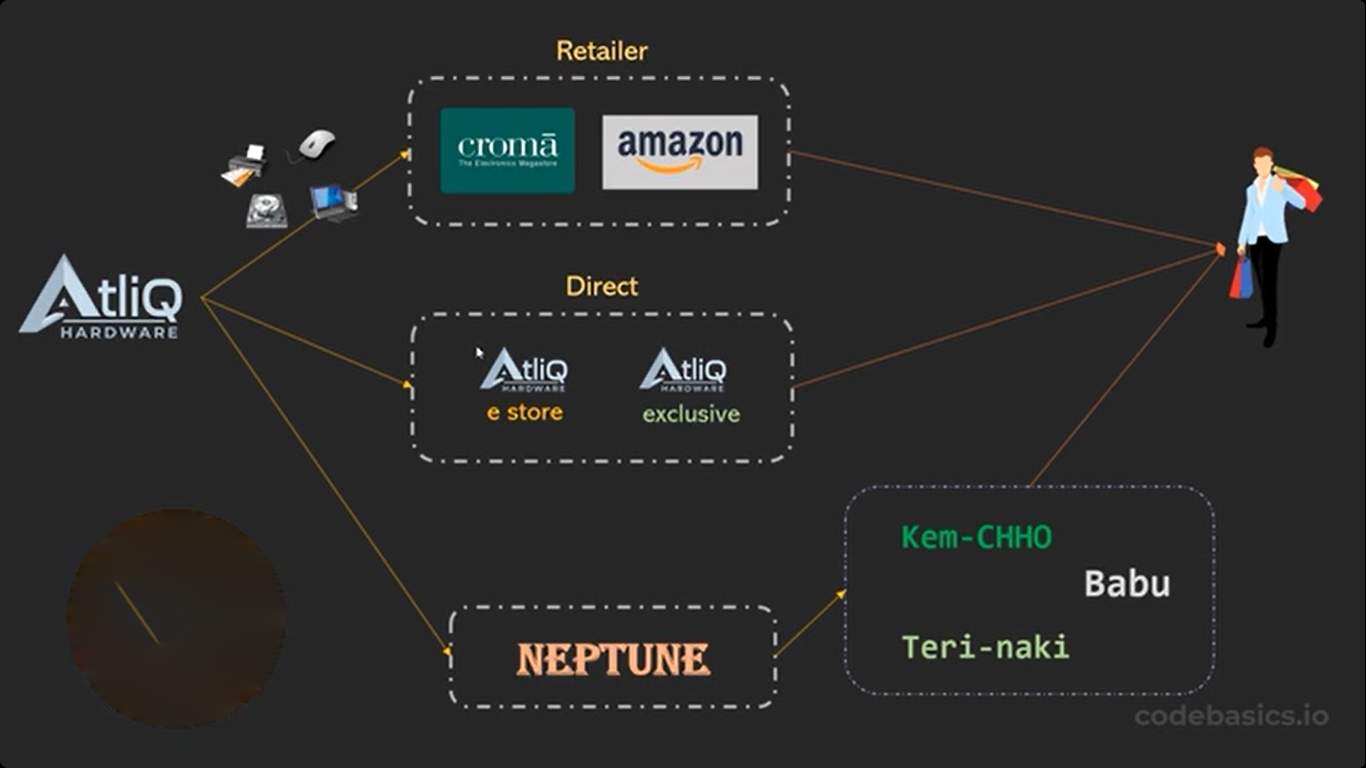 Retailer
cromā
The Electronics Megastore
amazon
AtliQ
HARDWARE
Direct
AtliQ
HARDWARE
e store
AtliQ
HARDWARE
exclusive
Kem-CHHO
Babu
Teri-naki
NEPTUNE
codebasics.io